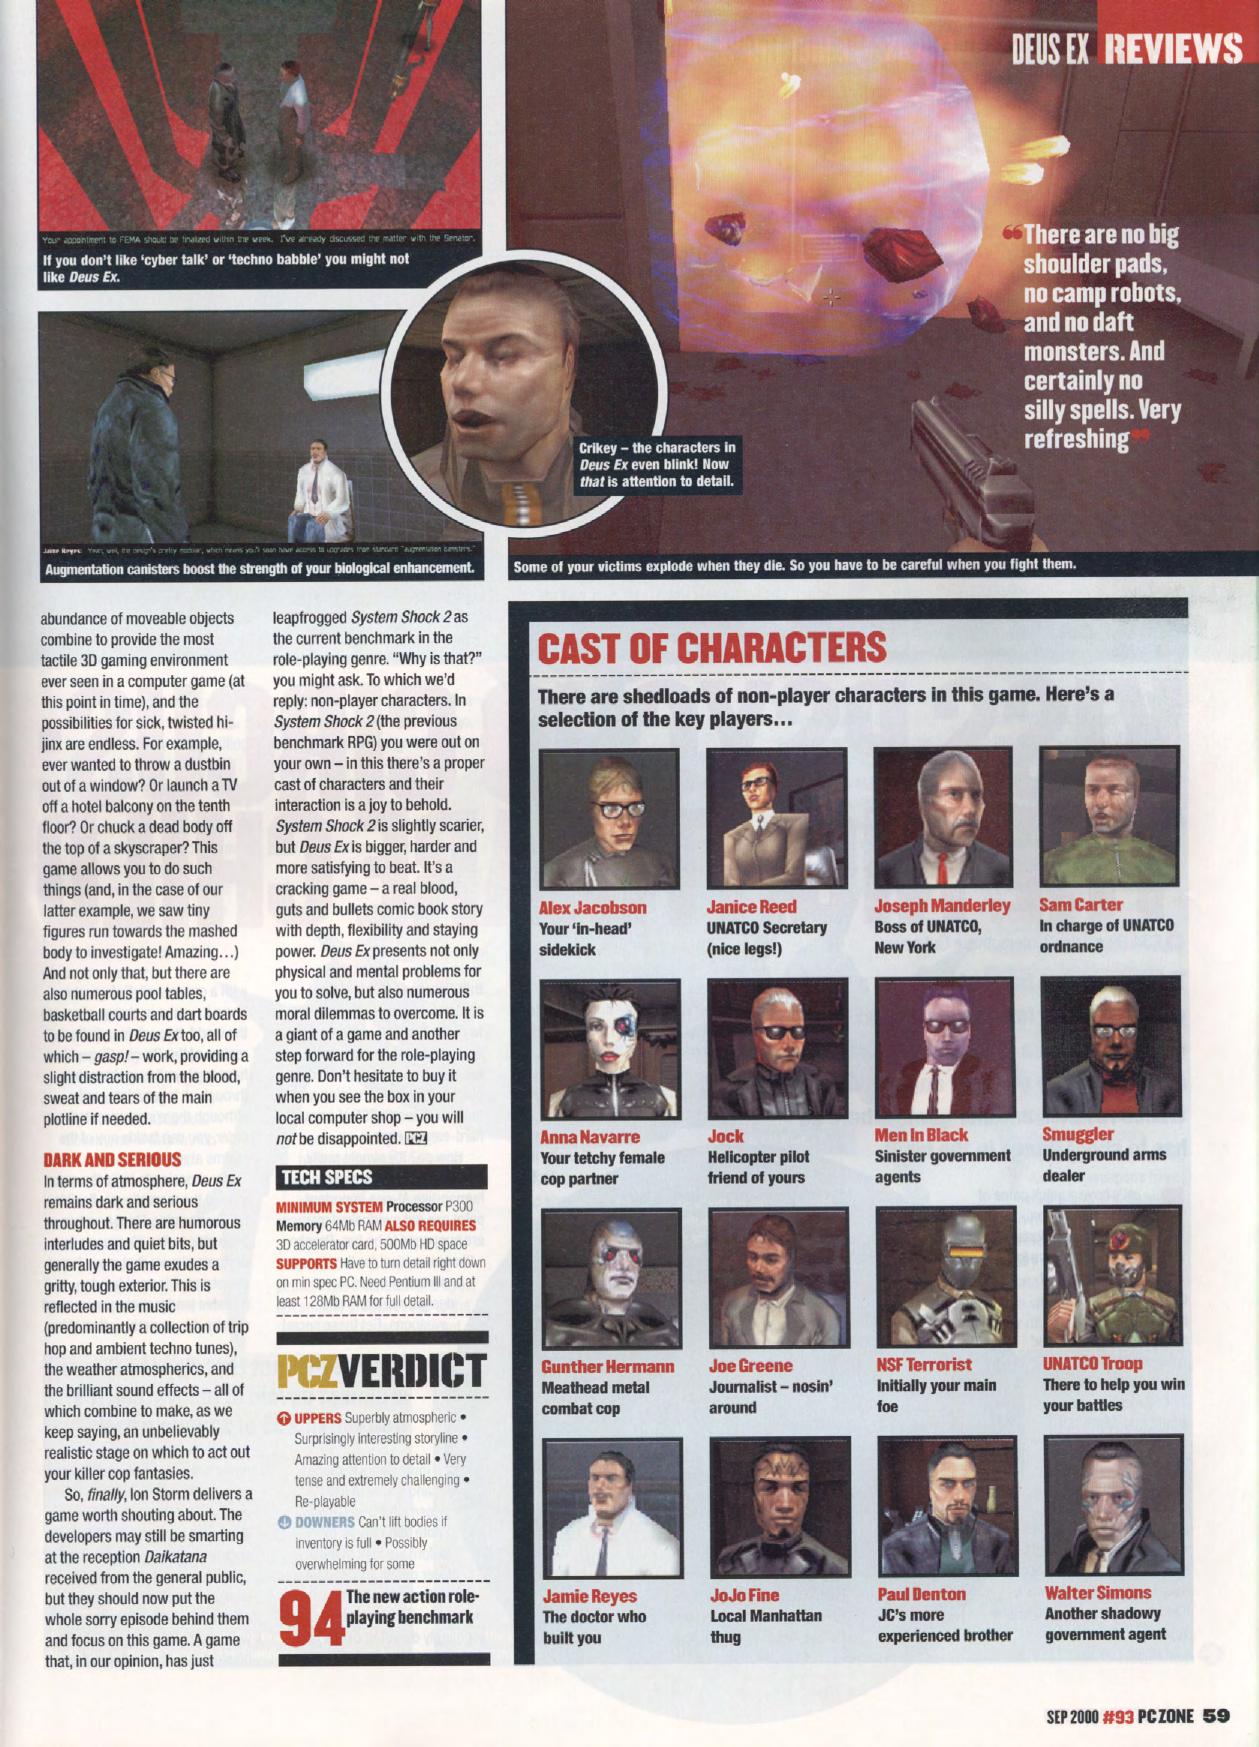 DEUS EX REVIEWS
Your appointment to FEMA should be finalized within the week. I've already discussed the matter with the Senator.
If you don't like 'cyber talk' or 'techno babble' you might not
like Deus Ex.
Jaime Reyes: Yeah, well, the design's pretty modular, which means you'll soon have access to upgrades from standard "augmentation canisters."
Augmentation canisters boost the strength of your biological enhancement.
Crikey – the characters in
Deus Ex even blink! Now
that is attention to detail.
“There are no big
shoulder pads,
no camp robots,
and no daft
monsters. And
certainly no
silly spells. Very
refreshing”
Some of your victims explode when they die. So you have to be careful when you fight them.
abundance of moveable objects
combine to provide the most
tactile 3D gaming environment
ever seen in a computer game (at
this point in time), and the
possibilities for sick, twisted hi-
jinx are endless. For example,
ever wanted to throw a dustbin
out of a window? Or launch a TV
off a hotel balcony on the tenth
floor? Or chuck a dead body off
the top of a skyscraper? This
game allows you to do such
things (and, in the case of our
latter example, we saw tiny
figures run towards the mashed
body to investigate! Amazing...)
And not only that, but there are
also numerous pool tables,
basketball courts and dart boards
to be found in Deus Ex too, all of
which – gasp! – work, providing a
slight distraction from the blood,
sweat and tears of the main
plotline if needed.
DARK AND SERIOUS
In terms of atmosphere, Deus Ex
remains dark and serious
throughout. There are humorous
interludes and quiet bits, but
generally the game exudes a
gritty, tough exterior. This is
reflected in the music
(predominantly a collection of trip
hop and ambient techno tunes),
the weather atmospherics, and
the brilliant sound effects – all of
which combine to make, as we
keep saying, an unbelievably
realistic stage on which to act out
your killer cop fantasies.
So, finally, Ion Storm delivers a
game worth shouting about. The
developers may still be smarting
at the reception Daikatana
received from the general public,
but they should now put the
whole sorry episode behind them
and focus on this game. A game
that, in our opinion, has just
leapfrogged System Shock 2 as
the current benchmark in the
role-playing genre. “Why is that?”
you might ask. To which we'd
reply: non-player characters. In
System Shock 2 (the previous
benchmark RPG) you were out on
your own – in this there's a proper
cast of characters and their
interaction is a joy to behold.
System Shock 2 is slightly scarier,
but Deus Ex is bigger, harder and
more satisfying to beat. It's a
cracking game – a real blood,
guts and bullets comic book story
with depth, flexibility and staying
power. Deus Ex presents not only
physical and mental problems for
you to solve, but also numerous
moral dilemmas to overcome. It is
a giant of a game and another
step forward for the role-playing
genre. Don't hesitate to buy it
when you see the box in your
local computer shop – you will
not be disappointed. PCZ
TECH SPECS
MINIMUM SYSTEM Processor P300
Memory 64Mb RAM ALSO REQUIRES
3D accelerator card, 500Mb HD space
SUPPORTS Have to turn detail right down
on min spec PC. Need Pentium III and at
least 128Mb RAM for full detail.
PCZVERDICT
UPPERS Superbly atmospheric •
Surprisingly interesting storyline •
Amazing attention to detail • Very
tense and extremely challenging •
Re-playable
DOWNERS Can't lift bodies if
inventory is full • Possibly
overwhelming for some
94 The new action role-
playing benchmark
CAST OF CHARACTERS
There are shedloads of non-player characters in this game. Here's a
selection of the key players...
Alex Jacobson
Your 'in-head'
sidekick
Janice Reed
UNATCO Secretary
(nice legs!)
Joseph Manderley
Boss of UNATCO,
New York
Sam Carter
In charge of UNATCO
ordnance
Anna Navarre
Your tetchy female
cop partner
Jock
Helicopter pilot
friend of yours
Men In Black
Sinister government
agents
Smuggler
Underground arms
dealer
Gunther Hermann
Meathead metal
combat cop
Joe Greene
Journalist – nosin'
around
NSF Terrorist
Initially your main
foe
UNATCO Troop
There to help you win
your battles
Jamie Reyes
The doctor who
built you
JoJo Fine
Local Manhattan
thug
Paul Denton
JC's more
experienced brother
Walter Simons
Another shadowy
government agent
SEP 2000 #93 PC ZONE 59